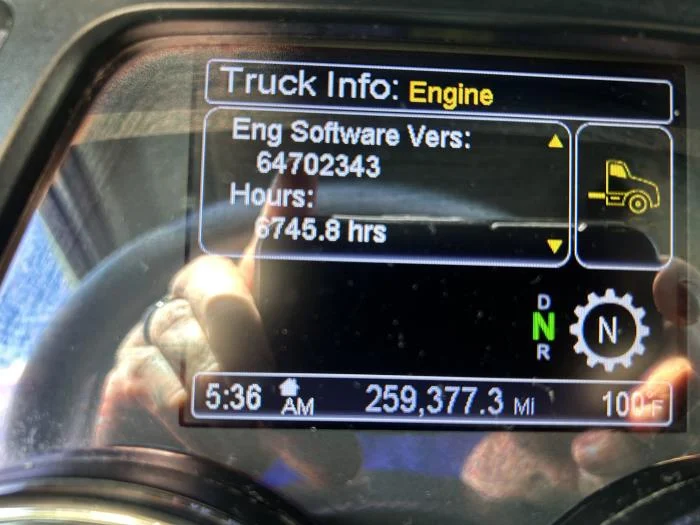 Truck Info: Engine
Eng Software Vers:
64702343
Hours:
6745.8 hrs
D
N
R
N
5:36 AM 259,377.3 Mi 100 F